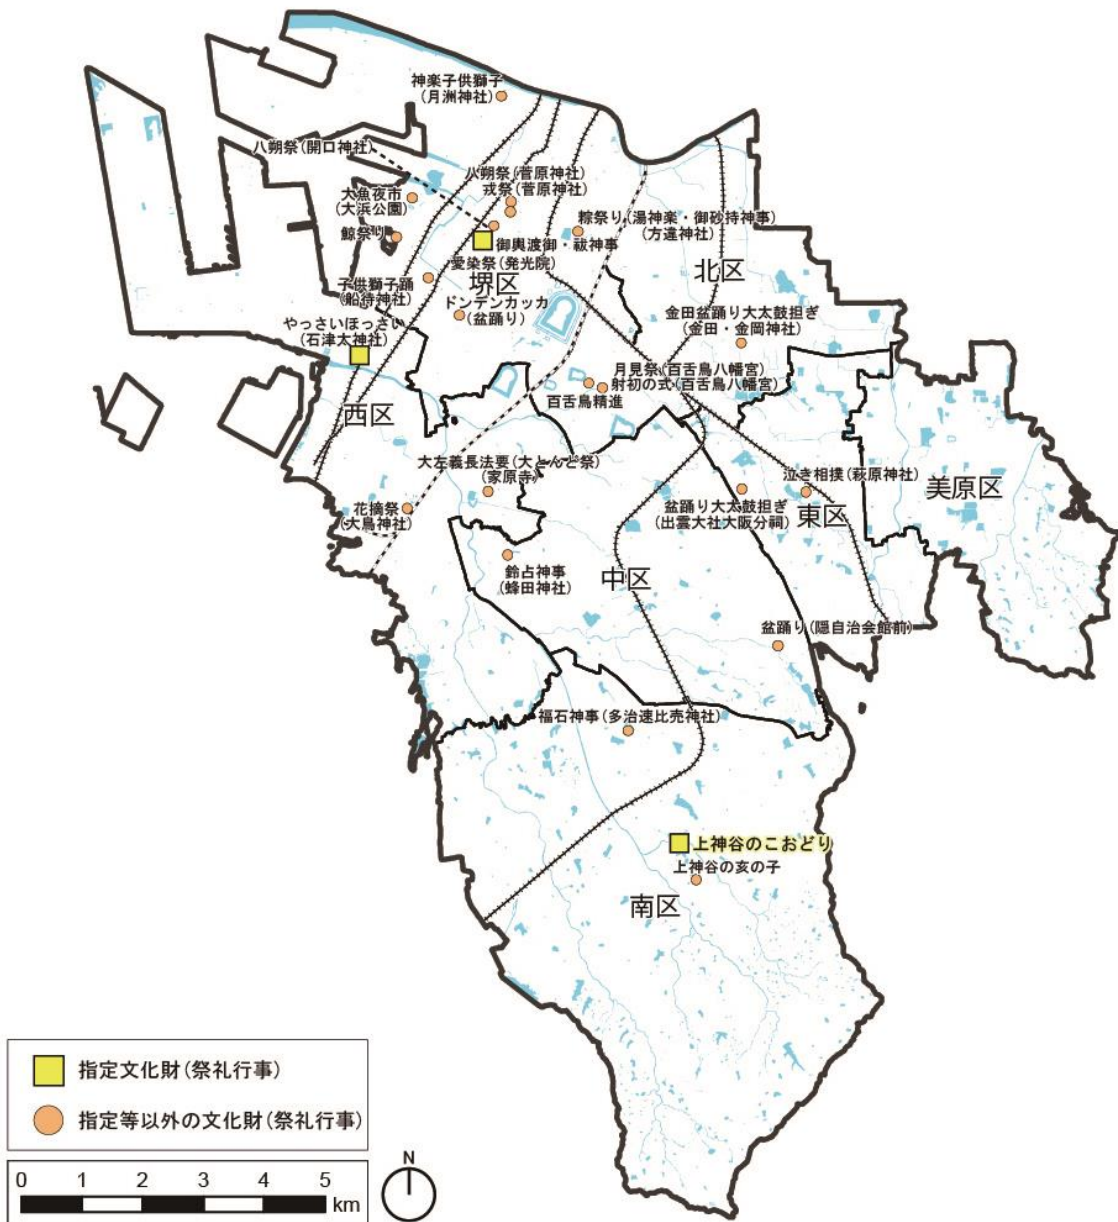 神楽子供獅子
(月洲神社)
八朔祭(開口神社)
八朔祭(菅原神社)
戎祭(菅原神社)
大魚夜市
(大浜公園)
鯨祭り
粽祭り(湯神楽・御砂持神事)
(方違神社)
御輿渡御・祓神事
愛染祭(発光院)
堺区
北区
子供獅子踊
(船待神社)
ドンデンカッカ
(盆踊り)
金田盆踊り大太鼓担ぎ
(金田・金岡神社)
やっさいほっさい
(石津太神社)
月見祭(百舌鳥八幡宮)
射初の式(百舌鳥八幡宮)
百舌鳥精進
西区
大左義長法要(大とんど祭)
(家原寺)
泣き相撲(萩原神社)
美原区
花摘祭
(大鳥神社)
盆踊り大太鼓担ぎ
(出雲大社大阪分祠)
東区
鈴占神事
(蜂田神社)
中区
盆踊り(隠自治会館前)
福石神事(多治速比売神社)
上神谷のこおどり
上神谷の亥の子
南区
指定文化財(祭礼行事)
指定等以外の文化財(祭礼行事)
0 1 2 3 4 5
km
N